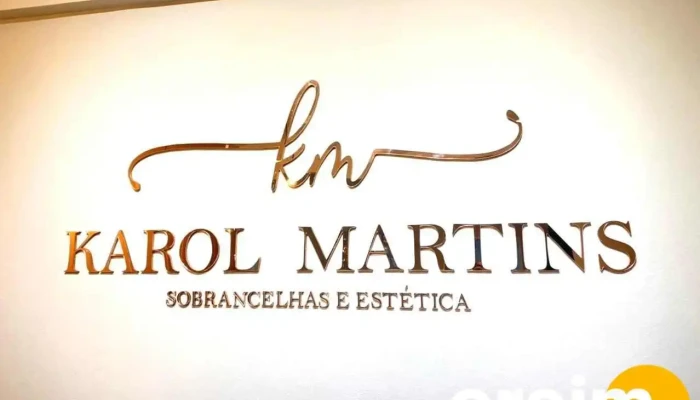 km
KAROL MARTINS
SOBRANCELHAS E ESTÉTICA